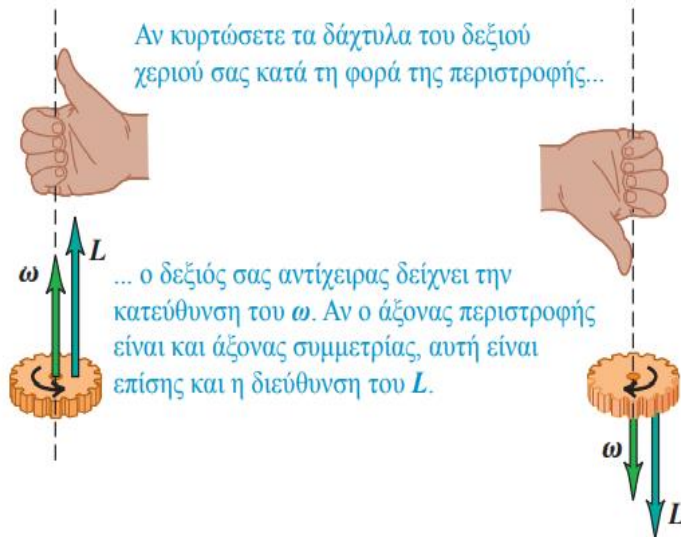 Αν κυρτώσετε τα δάχτυλα του δεξιού
χεριού σας κατά τη φορά της περιστροφής...
L
ω
... ο δεξιός σας αντίχειρας δείχνει την
κατεύθυνση του ω. Αν ο άξονας περιστροφής
είναι και άξονας συμμετρίας, αυτή είναι
επίσης και η διεύθυνση του L.
ω
L